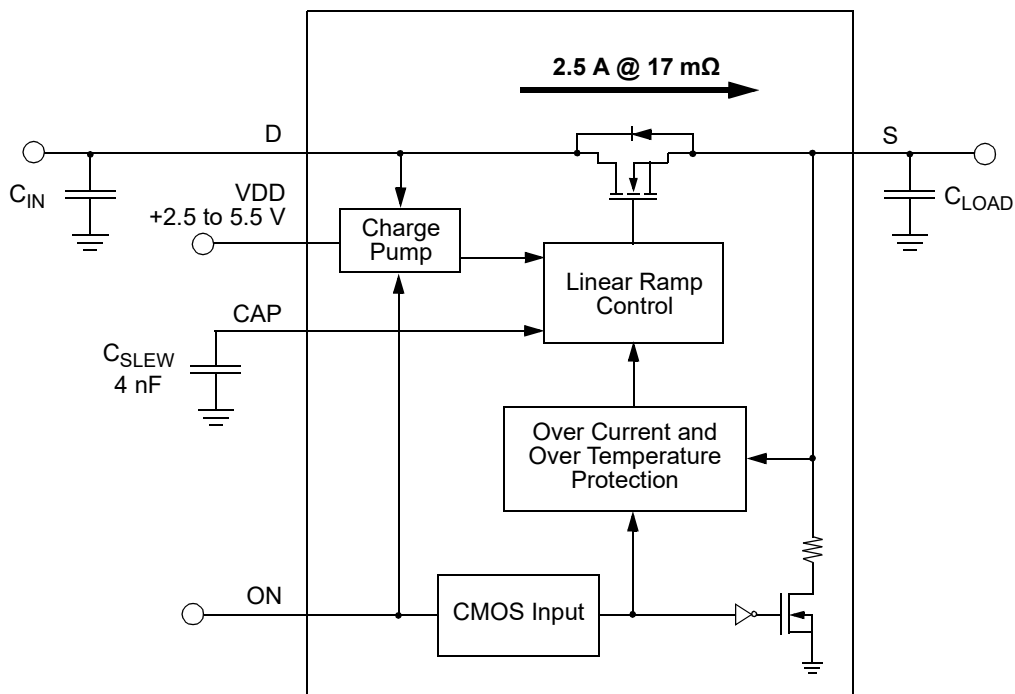 2.5 A @ 17 mΩ
D
S
C_IN
VDD
+2.5 to 5.5 V
C_LOAD
Charge
Pump
Linear Ramp
Control
CAP
C_SLEW
4 nF
Over Current and
Over Temperature
Protection
ON
CMOS Input